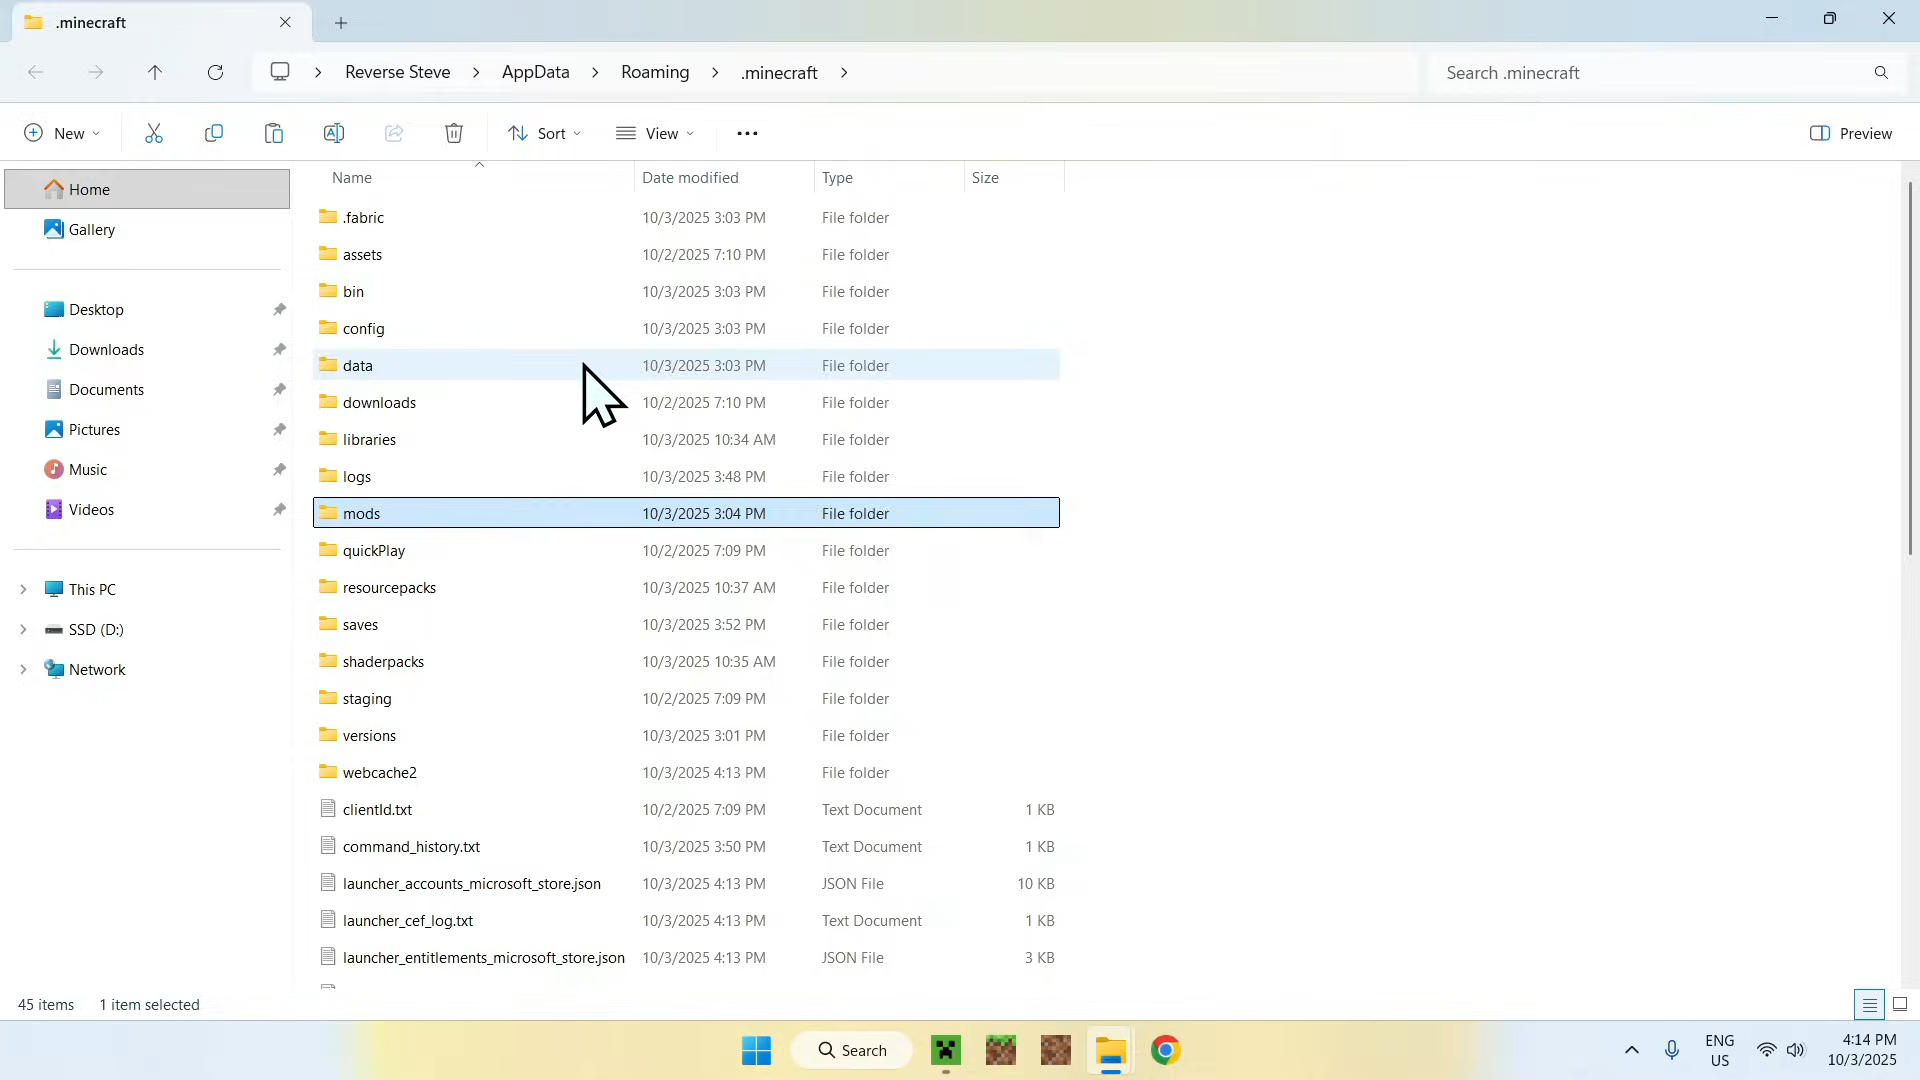 .minecraft
Reverse Steve AppData Roaming .minecraft
Search .minecraft
New Sort View Preview
Name Date modified Type Size
Home
Gallery
Desktop
Downloads
Documents
Pictures
Music
Videos
This PC
SSD (D:)
Network
.fabric 10/3/2025 3:03 PM File folder
assets 10/2/2025 7:10 PM File folder
bin 10/3/2025 3:03 PM File folder
config 10/3/2025 3:03 PM File folder
data 10/3/2025 3:03 PM File folder
downloads 10/2/2025 7:10 PM File folder
libraries 10/3/2025 10:34 AM File folder
logs 10/3/2025 3:48 PM File folder
mods 10/3/2025 3:04 PM File folder
quickPlay 10/2/2025 7:09 PM File folder
resourcepacks 10/3/2025 10:37 AM File folder
saves 10/3/2025 3:52 PM File folder
shaderpacks 10/3/2025 10:35 AM File folder
staging 10/2/2025 7:09 PM File folder
versions 10/3/2025 3:01 PM File folder
webcache2 10/3/2025 4:13 PM File folder
clientId.txt 10/2/2025 7:09 PM Text Document 1 KB
command_history.txt 10/3/2025 3:50 PM Text Document 1 KB
launcher_accounts_microsoft_store.json 10/3/2025 4:13 PM JSON File 10 KB
launcher_cef_log.txt 10/3/2025 4:13 PM Text Document 1 KB
launcher_entitlements_microsoft_store.json 10/3/2025 4:13 PM JSON File 3 KB
45 items 1 item selected
Search
ENG
US
4:14 PM
10/3/2025